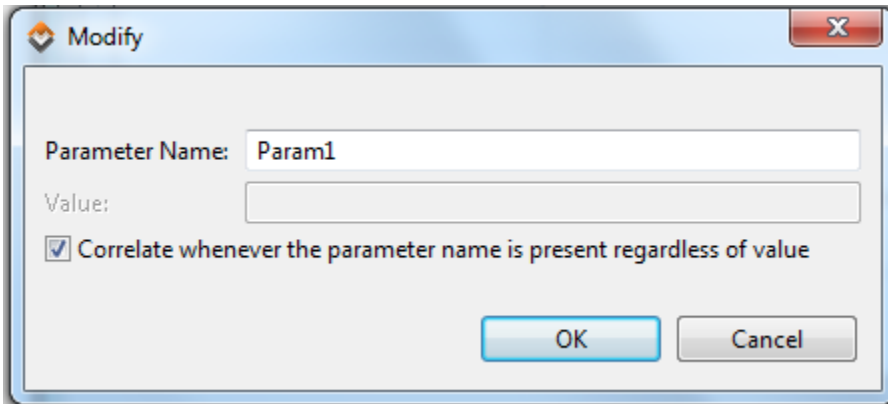 Modify
Parameter Name: Param1
Value:
Correlate whenever the parameter name is present regardless of value
OK Cancel